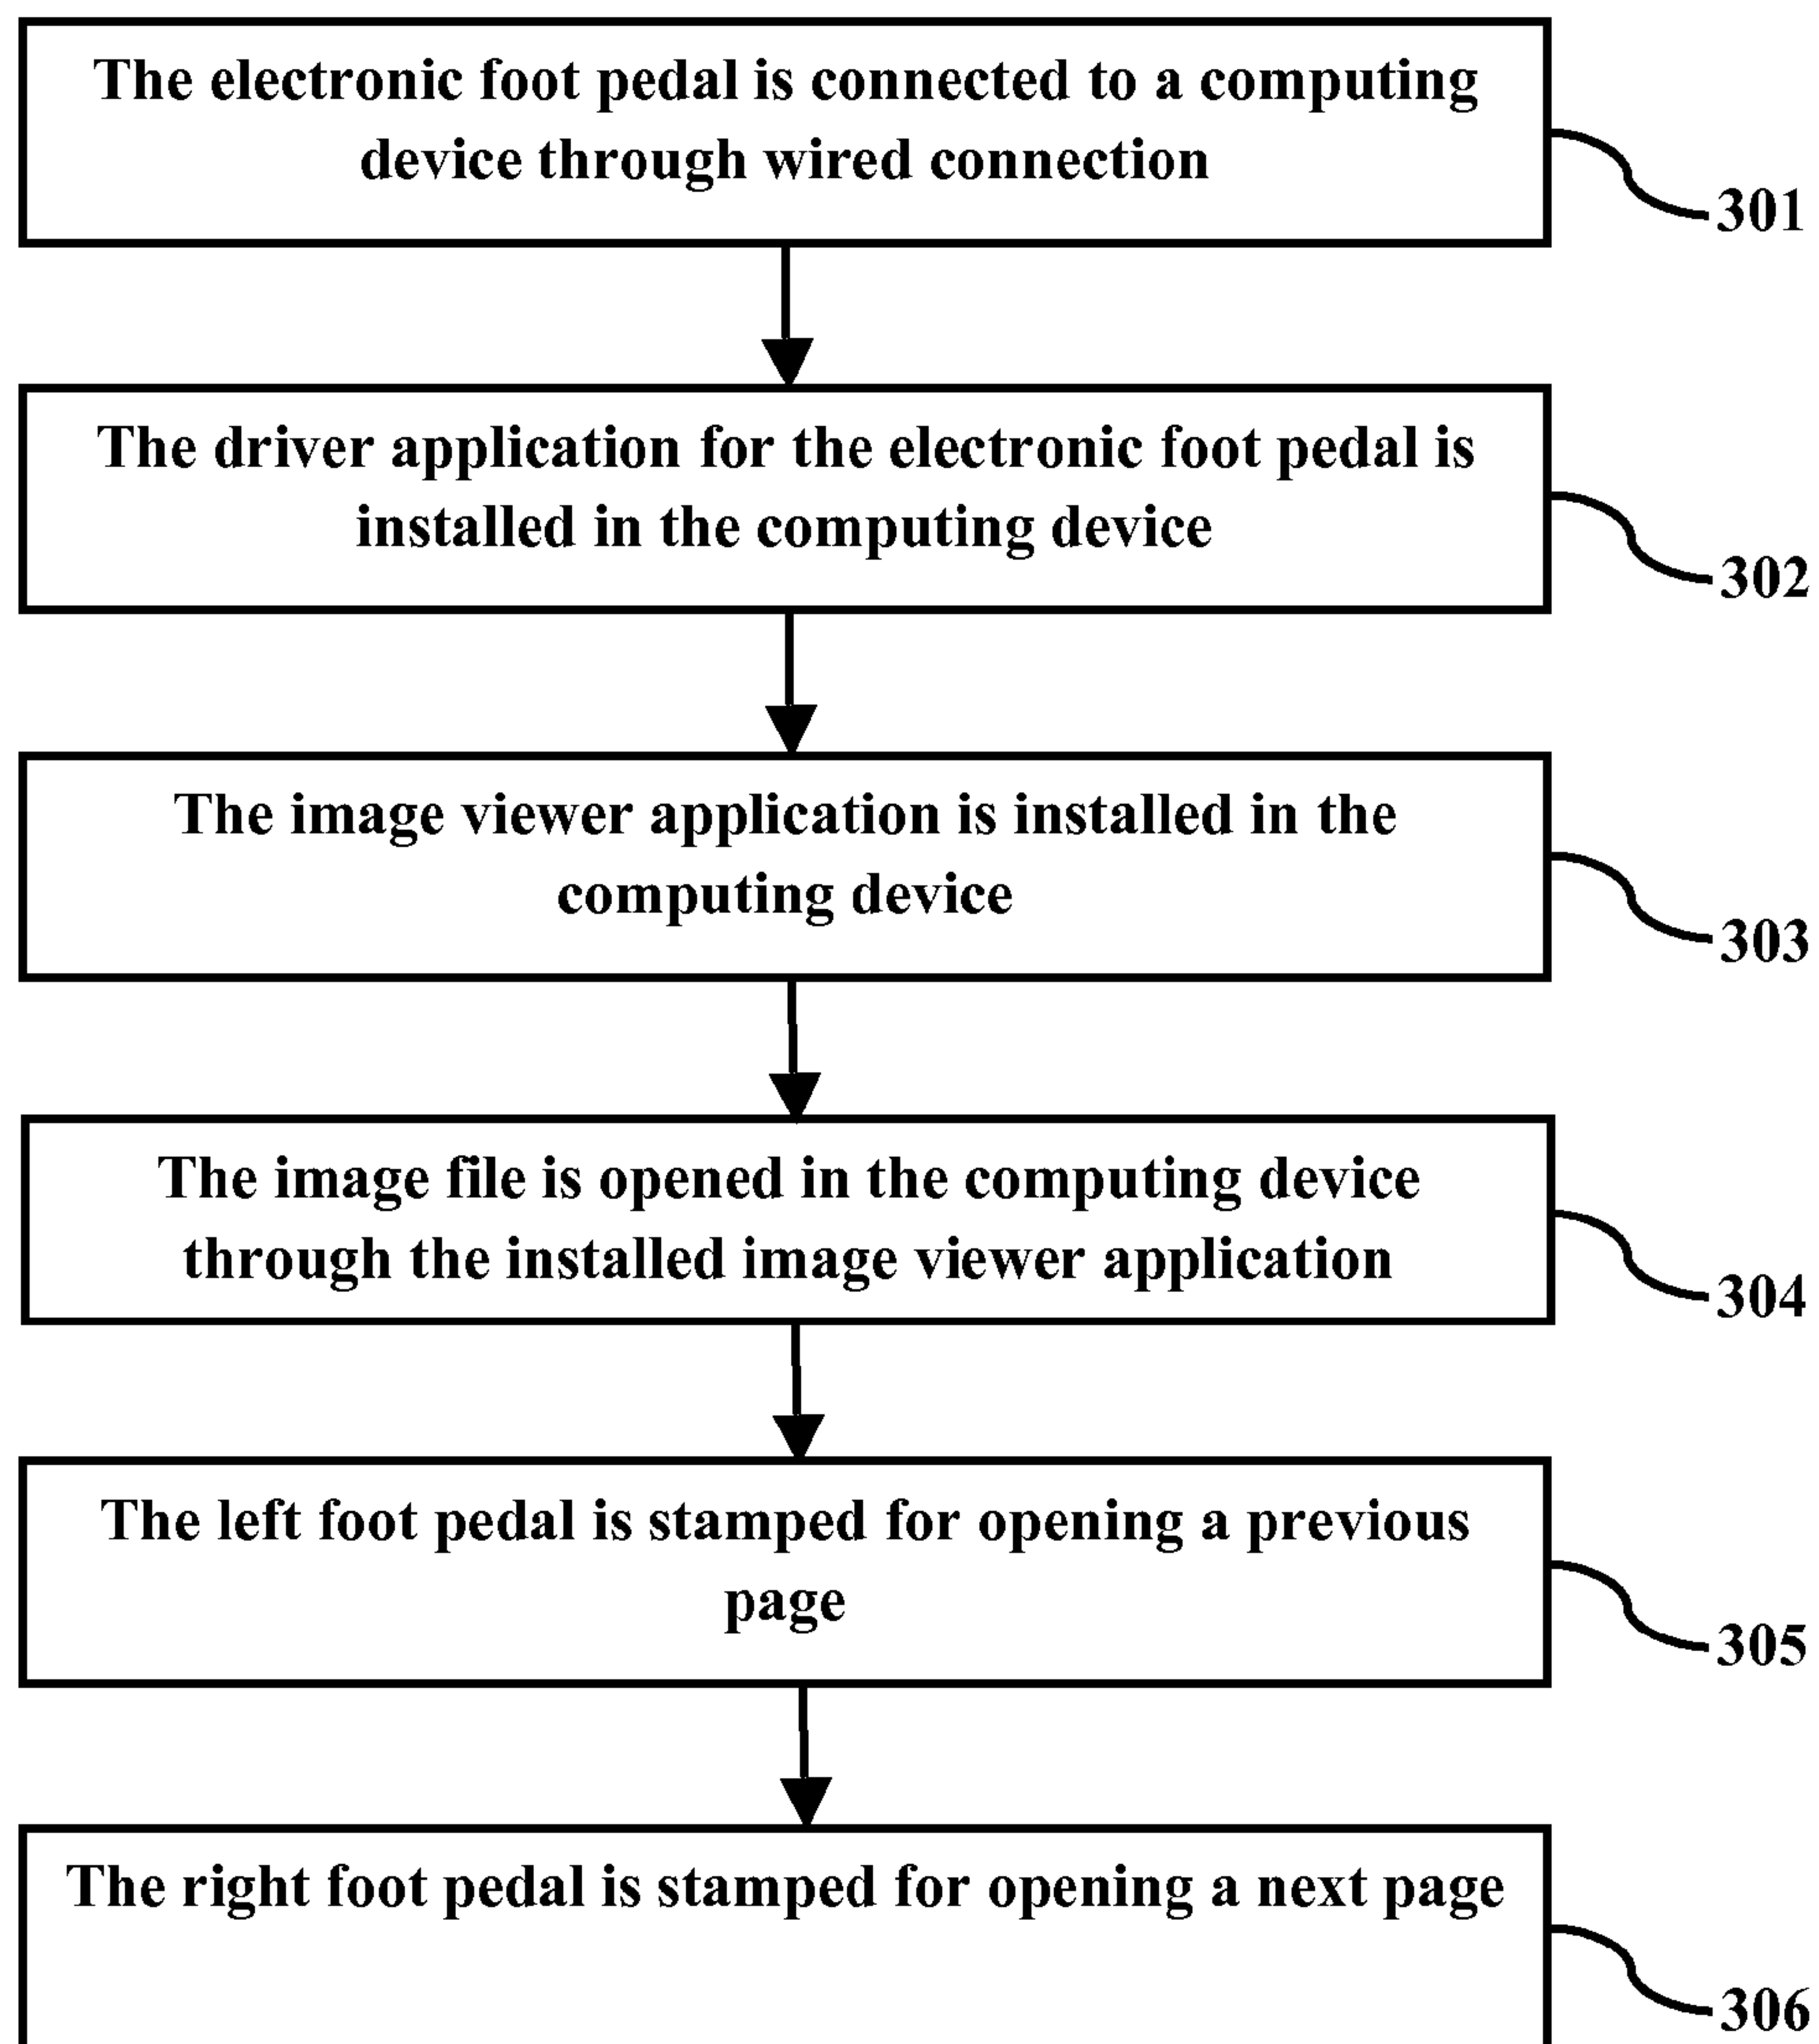 The electronic foot pedal is connected to a computing
device through wired connection
301
The driver application for the electronic foot pedal is
installed in the computing device
302
The image viewer application is installed in the
computing device
303
The image file is opened in the computing device
through the installed image viewer application
304
The left foot pedal is stamped for opening a previous
page
305
The right foot pedal is stamped for opening a next page
306